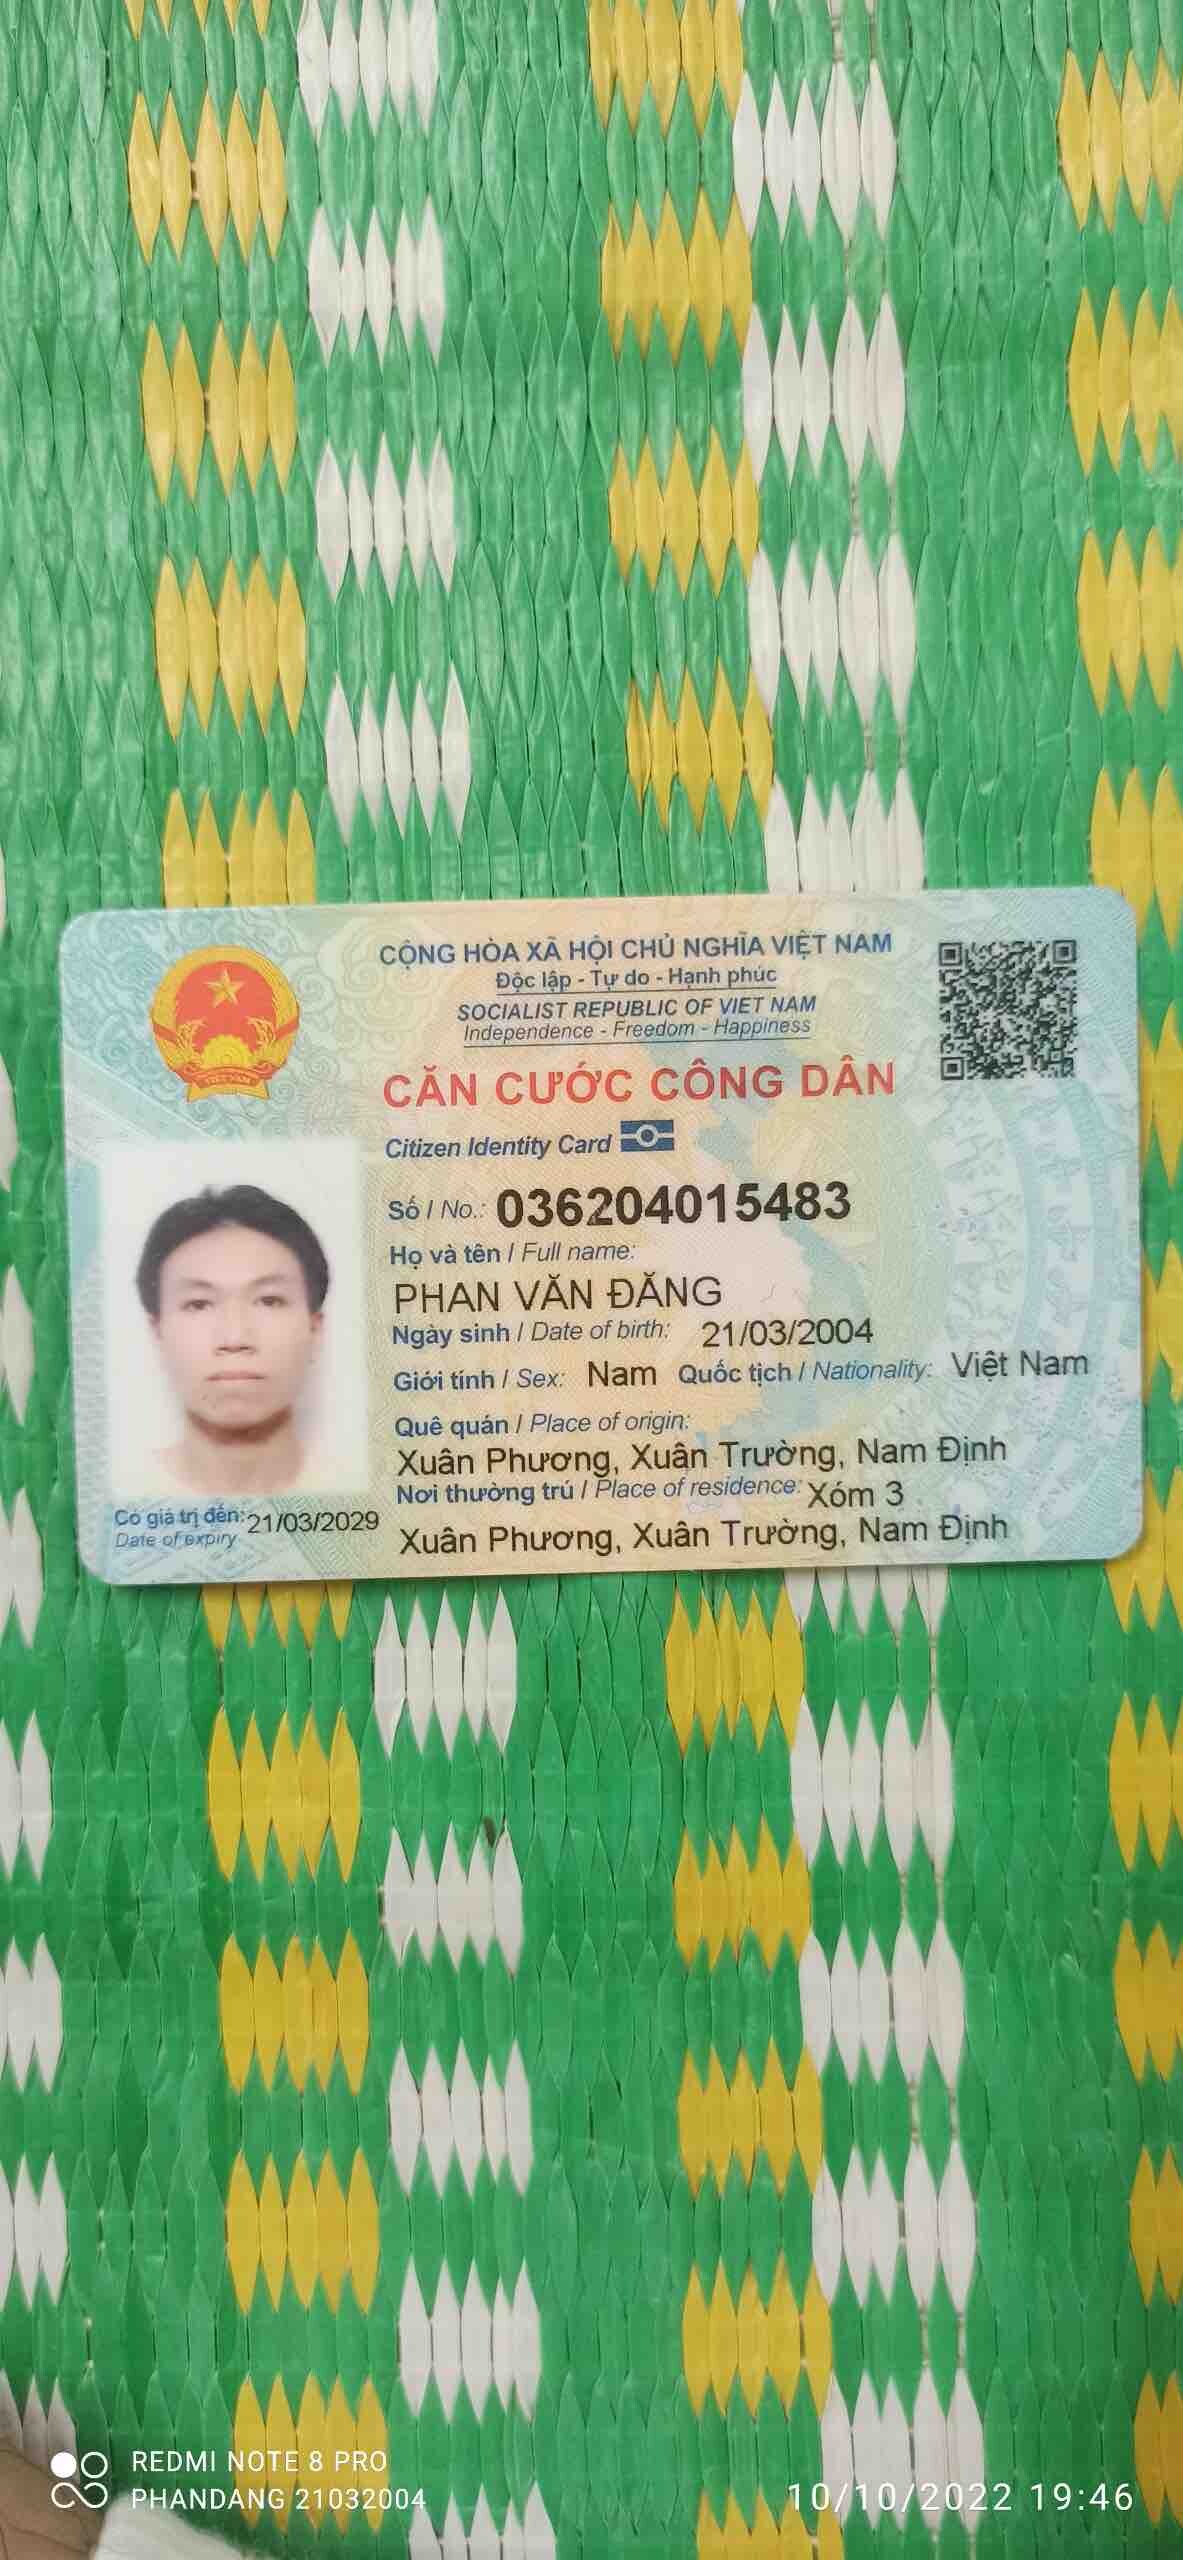 CỘNG HÒA XÃ HỘI CHỦ NGHĨA VIỆT NAM
Độc lập - Tự do - Hạnh phúc
SOCIALIST REPUBLIC OF VIET NAM
Independence - Freedom - Happiness
CĂN CƯỚC CÔNG DÂN
Citizen Identity Card
Số / No.: 036204015483
Họ và tên / Full name:
PHAN VĂN ĐĂNG
Ngày sinh / Date of birth: 21/03/2004
Giới tính / Sex: Nam Quốc tịch / Nationality: Việt Nam
Quê quán / Place of origin:
Xuân Phương, Xuân Trường, Nam Định
Nơi thường trú / Place of residence: Xóm 3
Xuân Phương, Xuân Trường, Nam Định
Có giá trị đến: 21/03/2029
Date of expiry
REDMI NOTE 8 PRO
PHANDANG 21032004
10/10/2022 19:46